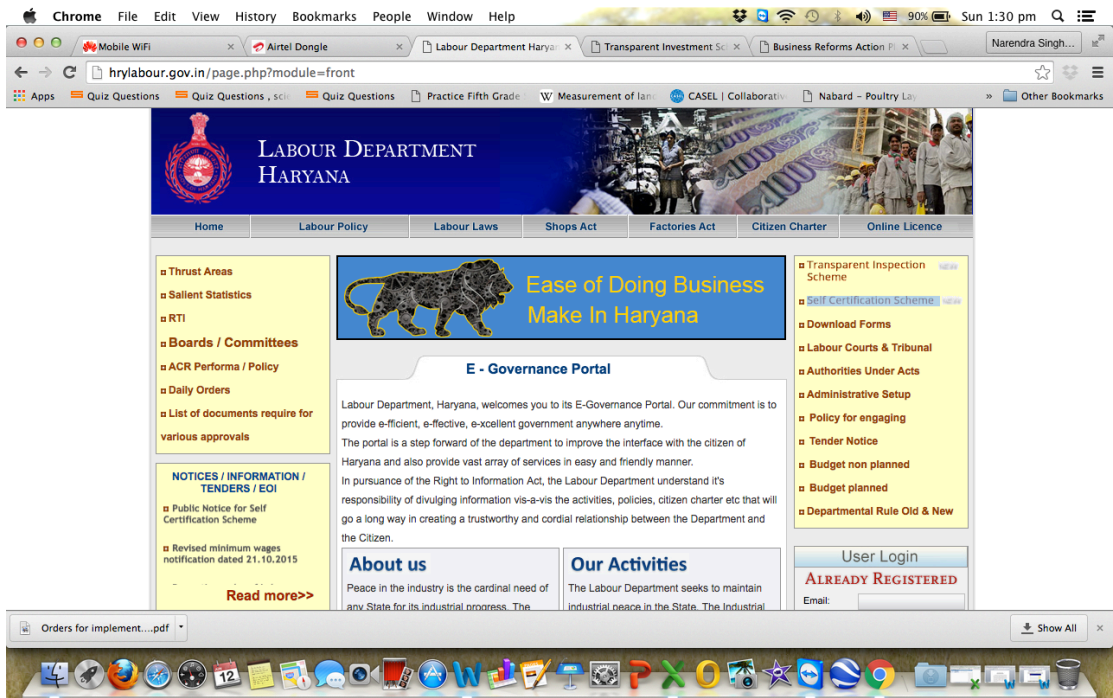 Chrome File Edit View History Bookmarks People Window Help
90% Sun 1:30 pm
Mobile WiFi
Airtel Dongle
Labour Department Haryan
Transparent Investment Sc
Business Reforms Action Pl
Narendra Singh...
hrylabour.gov.in/page.php?module=front
Apps
Quiz Questions
Quiz Questions , scie
Quiz Questions
Practice Fifth Grade
Measurement of land
CASEL | Collaborative
Nabard - Poultry Lay
» Other Bookmarks
LABOUR DEPARTMENT
HARYANA
Home
Labour Policy
Labour Laws
Shops Act
Factories Act
Citizen Charter
Online Licence
Thrust Areas
Salient Statistics
RTI
Boards / Committees
ACR Performa / Policy
Daily Orders
List of documents require for
various approvals
NOTICES / INFORMATION /
TENDERS / EOI
Public Notice for Self
Certification Scheme
Revised minimum wages
notification dated 21.10.2015
Read more>>
Ease of Doing Business
Make In Haryana
E - Governance Portal
Labour Department, Haryana, welcomes you to its E-Governance Portal. Our commitment is to
provide e-fficient, e-ffective, e-xcellent government anywhere anytime.
The portal is a step forward of the department to improve the interface with the citizen of
Haryana and also provide vast array of services in easy and friendly manner.
In pursuance of the Right to Information Act, the Labour Department understand it's
responsibility of divulging information vis-a-vis the activities, policies, citizen charter etc that will
go a long way in creating a trustworthy and cordial relationship between the Department and
the Citizen.
About us
Peace in the industry is the cardinal need of
any State for its industrial progress. The
Our Activities
The Labour Department seeks to maintain
industrial peace in the State. The Industrial
Transparent Inspection NEW
Scheme
Self Certification Scheme NEW
Download Forms
Labour Courts & Tribunal
Authorities Under Acts
Administrative Setup
Policy for engaging
Tender Notice
Budget non planned
Budget planned
Departmental Rule Old & New
User Login
ALREADY REGISTERED
Email:
Orders for implement....pdf
Show All
12